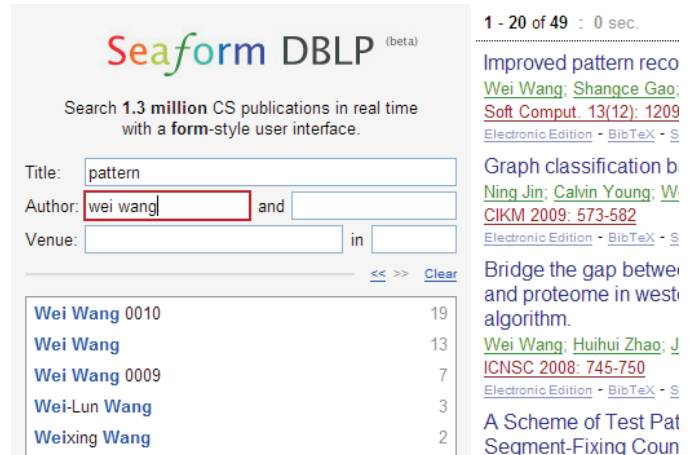 Seaform DBLP (beta)
Search 1.3 million CS publications in real time
with a form-style user interface.
Title: pattern
Author: wei wang and
Venue: in
<< >> Clear
Wei Wang 0010 19
Wei Wang 13
Wei Wang 0009 7
Wei-Lun Wang 3
Weixing Wang 2
1 - 20 of 49 : 0 sec.
Improved pattern reco
Wei Wang; Shangce Gao;
Soft Comput. 13(12): 1209
Electronic Edition - BibTeX - S
Graph classification b
Ning Jin; Calvin Young; W
CIKM 2009: 573-582
Electronic Edition - BibTeX - S
Bridge the gap betwee
and proteome in weste
algorithm.
Wei Wang; Huihui Zhao; J
ICNSC 2008: 745-750
Electronic Edition - BibTeX - S
A Scheme of Test Pat
Segment-Fixing Coun